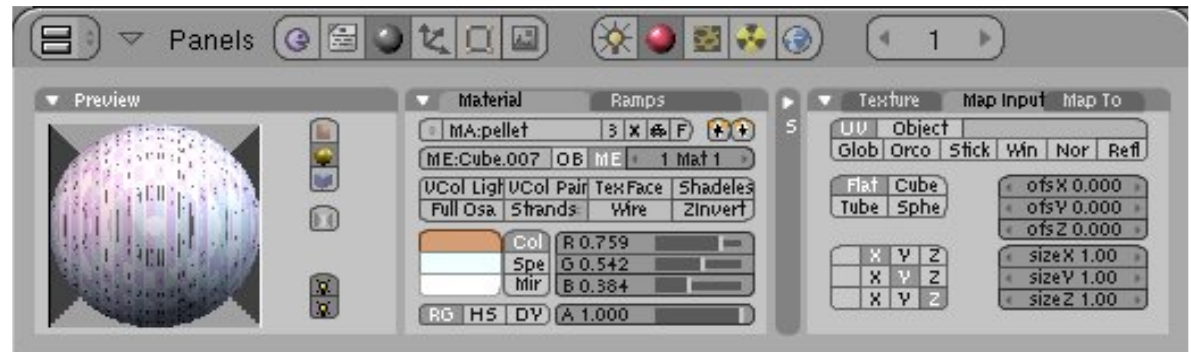 Panels 1
Preview
Material Ramps
MA:pellet 3 X F
ME:Cube.007 OB ME 1 Mat 1
VCol Ligh VCol Pain TexFace Shadeles
Full Osa Strands Wire ZInvert
Col R 0.759
Spe G 0.542
Mir B 0.384
RG HS DY A 1.000
S
Texture Map Input Map To
UV Object
Glob Orco Stick Win Nor Refl
Flat Cube ofsX 0.000
Tube Sphe ofsY 0.000
ofsZ 0.000
X Y Z sizeX 1.00
X Y Z sizeY 1.00
X Y Z sizeZ 1.00